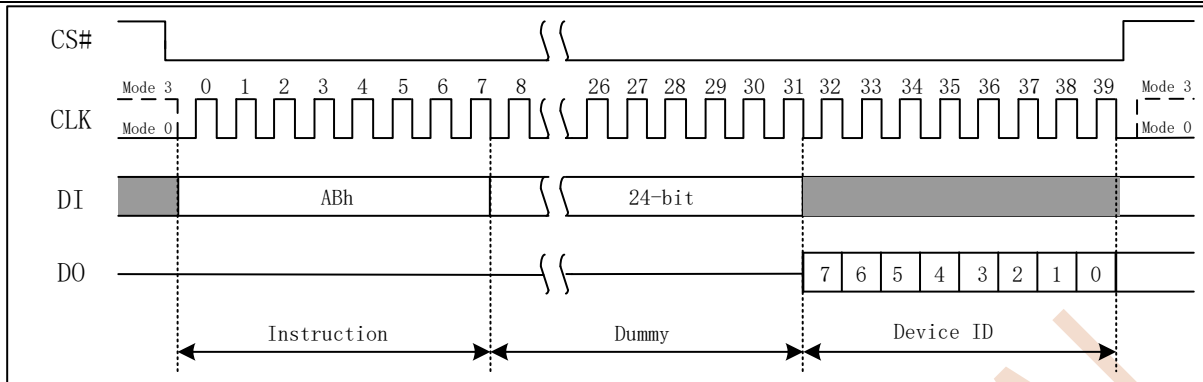 CS#
Mode 3 0 1 2 3 4 5 6 7 8 26 27 28 29 30 31 32 33 34 35 36 37 38 39 Mode 3
CLK
Mode 0 Mode 0
DI ABh 24-bit
DO 7 6 5 4 3 2 1 0
Instruction Dummy Device ID